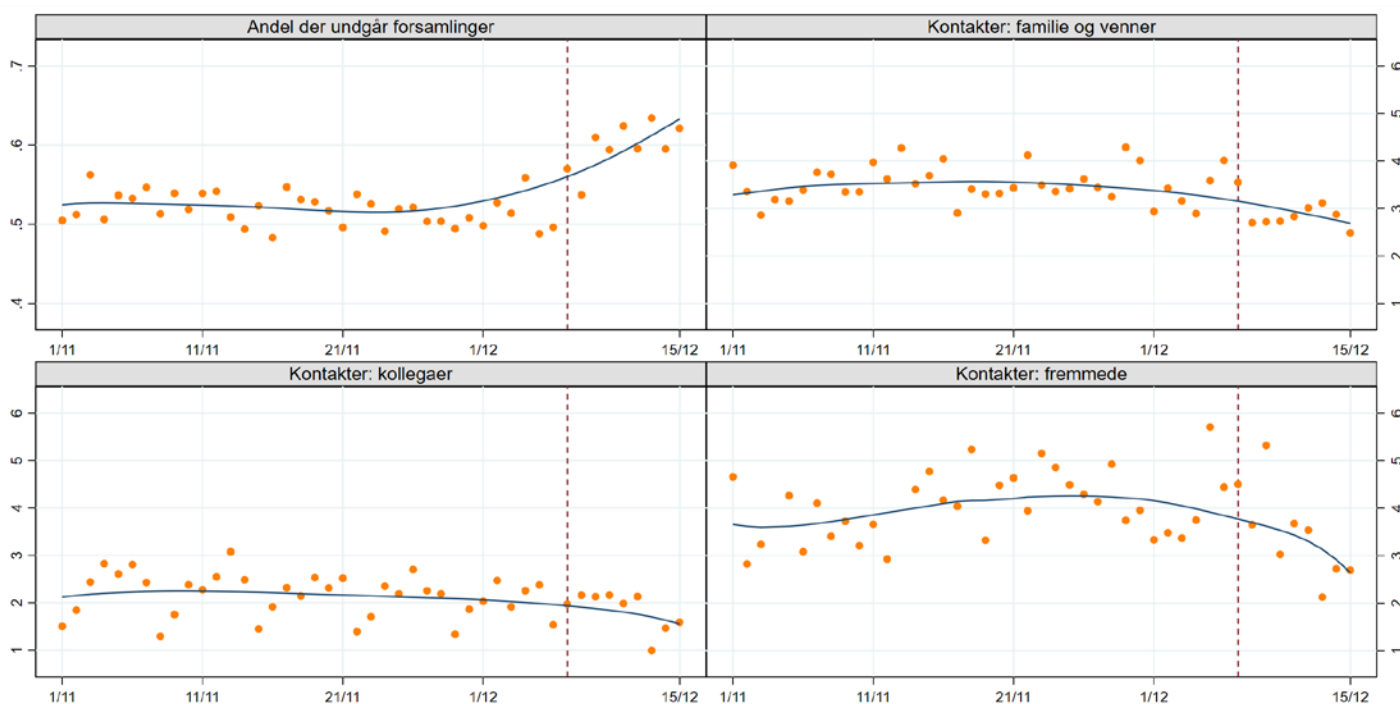 Andel der undgår forsamlinger
Kontakter: familie og venner
.7
.6
.5
.4
6
5
4
3
2
1
1/11 11/11 21/11 1/12 15/12
1/11 11/11 21/11 1/12 15/12
Kontakter: kollegaer
Kontakter: fremmede
6
5
4
3
2
1
6
5
4
3
2
1
1/11 11/11 21/11 1/12 15/12
1/11 11/11 21/11 1/12 15/12